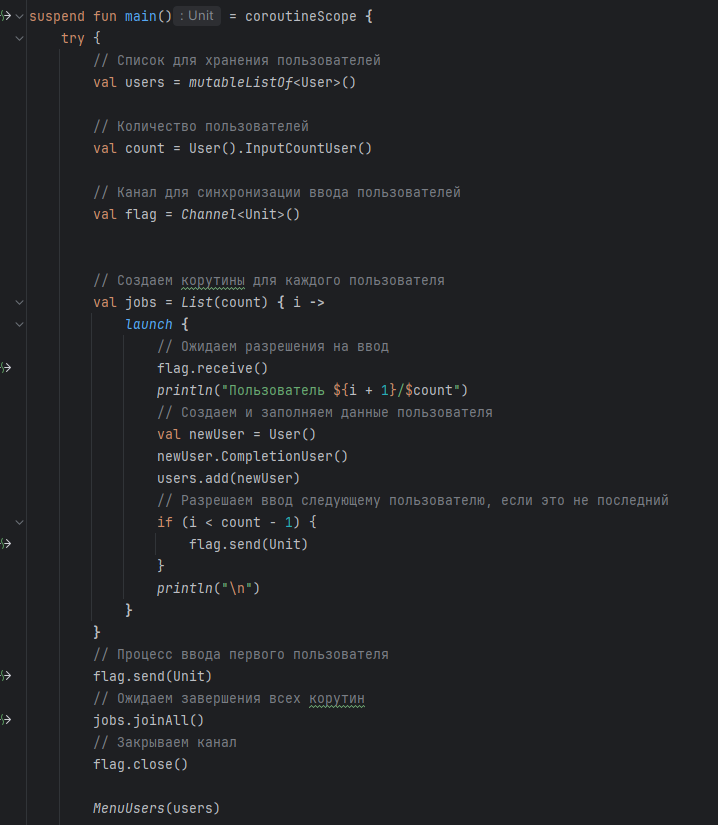 suspend fun main() : Unit = coroutineScope {
try {
// Список для хранения пользователей
val users = mutableListOf<User>()
// Количество пользователей
val count = User().InputCountUser()
// Канал для синхронизации ввода пользователей
val flag = Channel<Unit>()
// Создаем корутины для каждого пользователя
val jobs = List(count) { i ->
launch {
// Ожидаем разрешения на ввод
flag.receive()
println("Пользователь ${i + 1}/$count")
// Создаем и заполняем данные пользователя
val newUser = User()
newUser.CompletionUser()
users.add(newUser)
// Разрешаем ввод следующему пользователю, если это не последний
if (i < count - 1) {
flag.send(Unit)
}
println("\n")
}
}
// Процесс ввода первого пользователя
flag.send(Unit)
// Ожидаем завершения всех корутин
jobs.joinAll()
// Закрываем канал
flag.close()
MenuUsers(users)